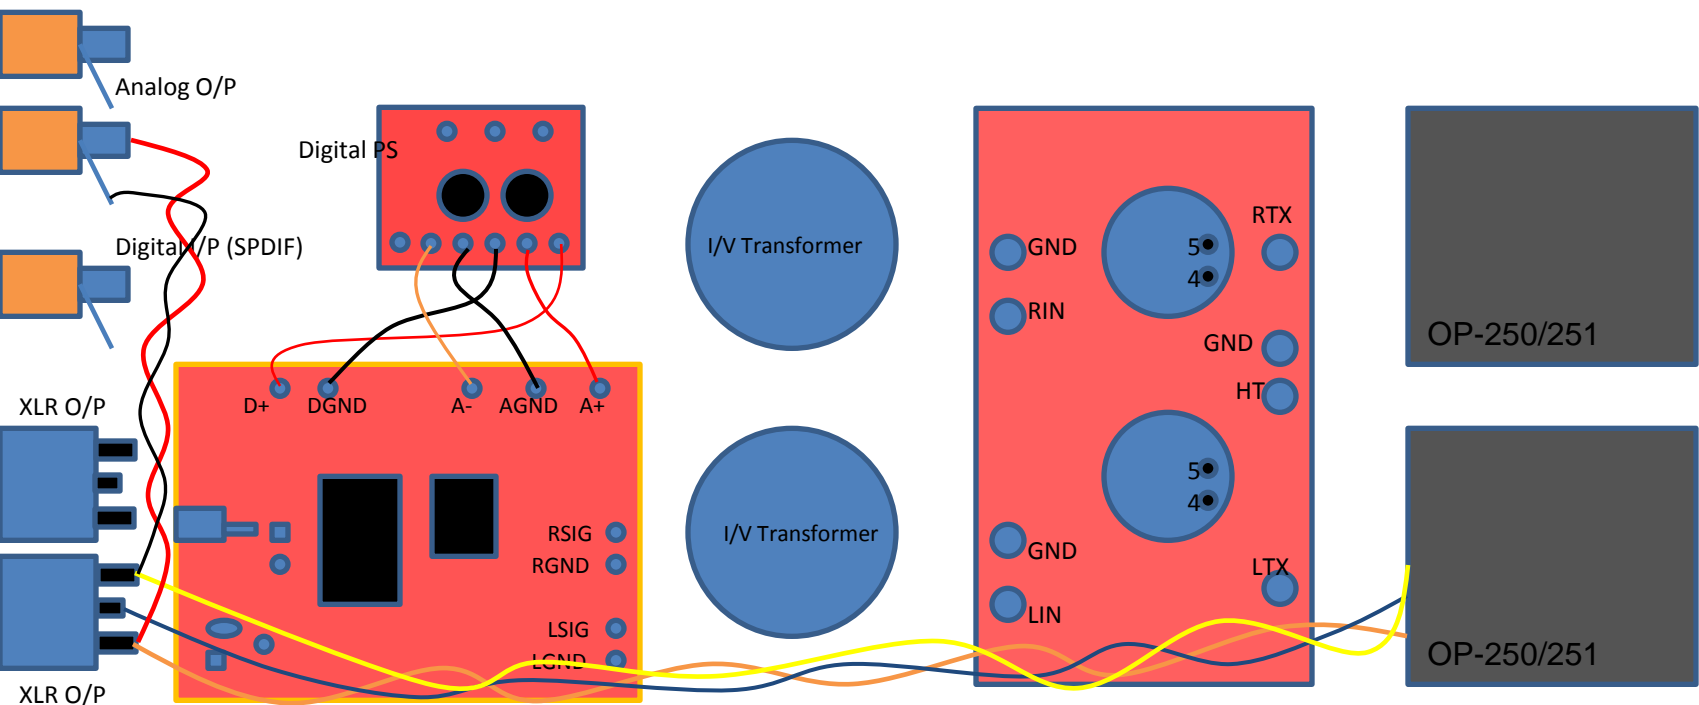 Analog O/P
Digital PS
Digital I/P (SPDIF)
XLR O/P
XLR O/P
D+
DGND
A-
AGND
A+
RSIG
RGND
LSIG
LGND
I/V Transformer
I/V Transformer
GND
RIN
GND
LIN
5
4
5
4
RTX
GND
HT
LTX
OP-250/251
OP-250/251